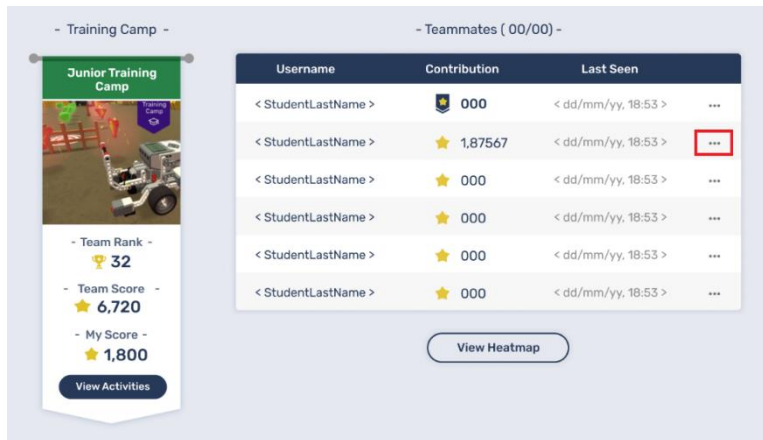 - Training Camp -
Junior Training
Camp
Training
Camp
- Team Rank -
32
- Team Score -
6,720
- My Score -
1,800
View Activities
- Teammates ( 00/00) -
Username Contribution Last Seen
< StudentLastName > 000 < dd/mm/yy, 18:53 > ...
< StudentLastName > 1,87567 < dd/mm/yy, 18:53 > ...
< StudentLastName > 000 < dd/mm/yy, 18:53 > ...
< StudentLastName > 000 < dd/mm/yy, 18:53 > ...
< StudentLastName > 000 < dd/mm/yy, 18:53 > ...
< StudentLastName > 000 < dd/mm/yy, 18:53 > ...
View Heatmap